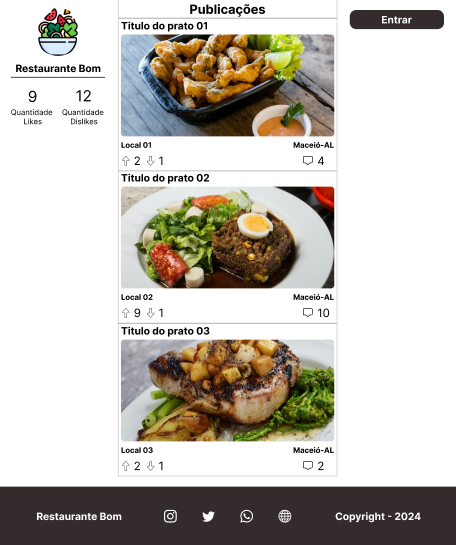 Restaurante Bom
9
12
Quantidade
Likes
Quantidade
Dislikes
Publicações
Titulo do prato 01
Local 01
Maceió-AL
2
1
4
Titulo do prato 02
Local 02
Maceió-AL
9
1
10
Titulo do prato 03
Local 03
Maceió-AL
2
1
2
Entrar
Restaurante Bom
Copyright - 2024